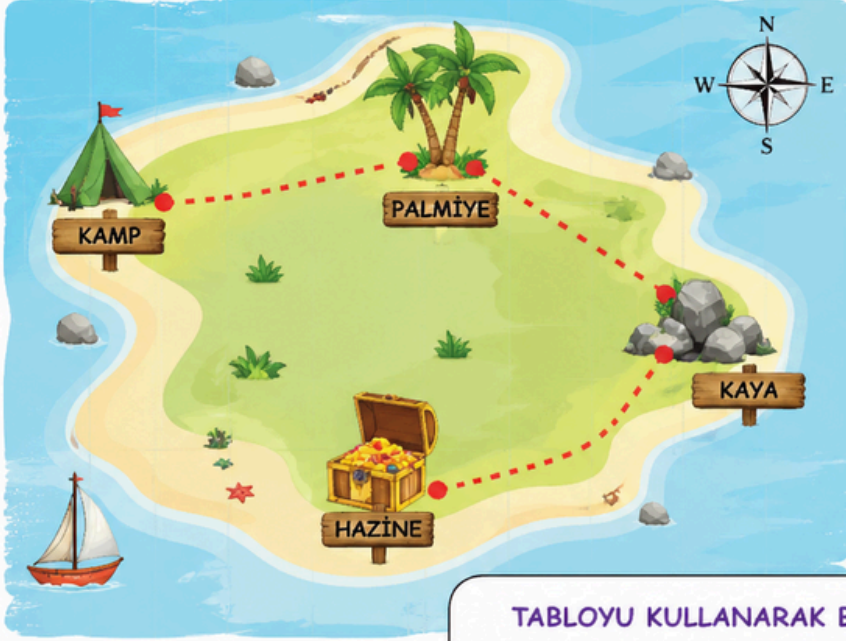 N
W E
S
PALMİYE
KAMP
KAYA
HAZİNE
TABLOYU KULLANARAK